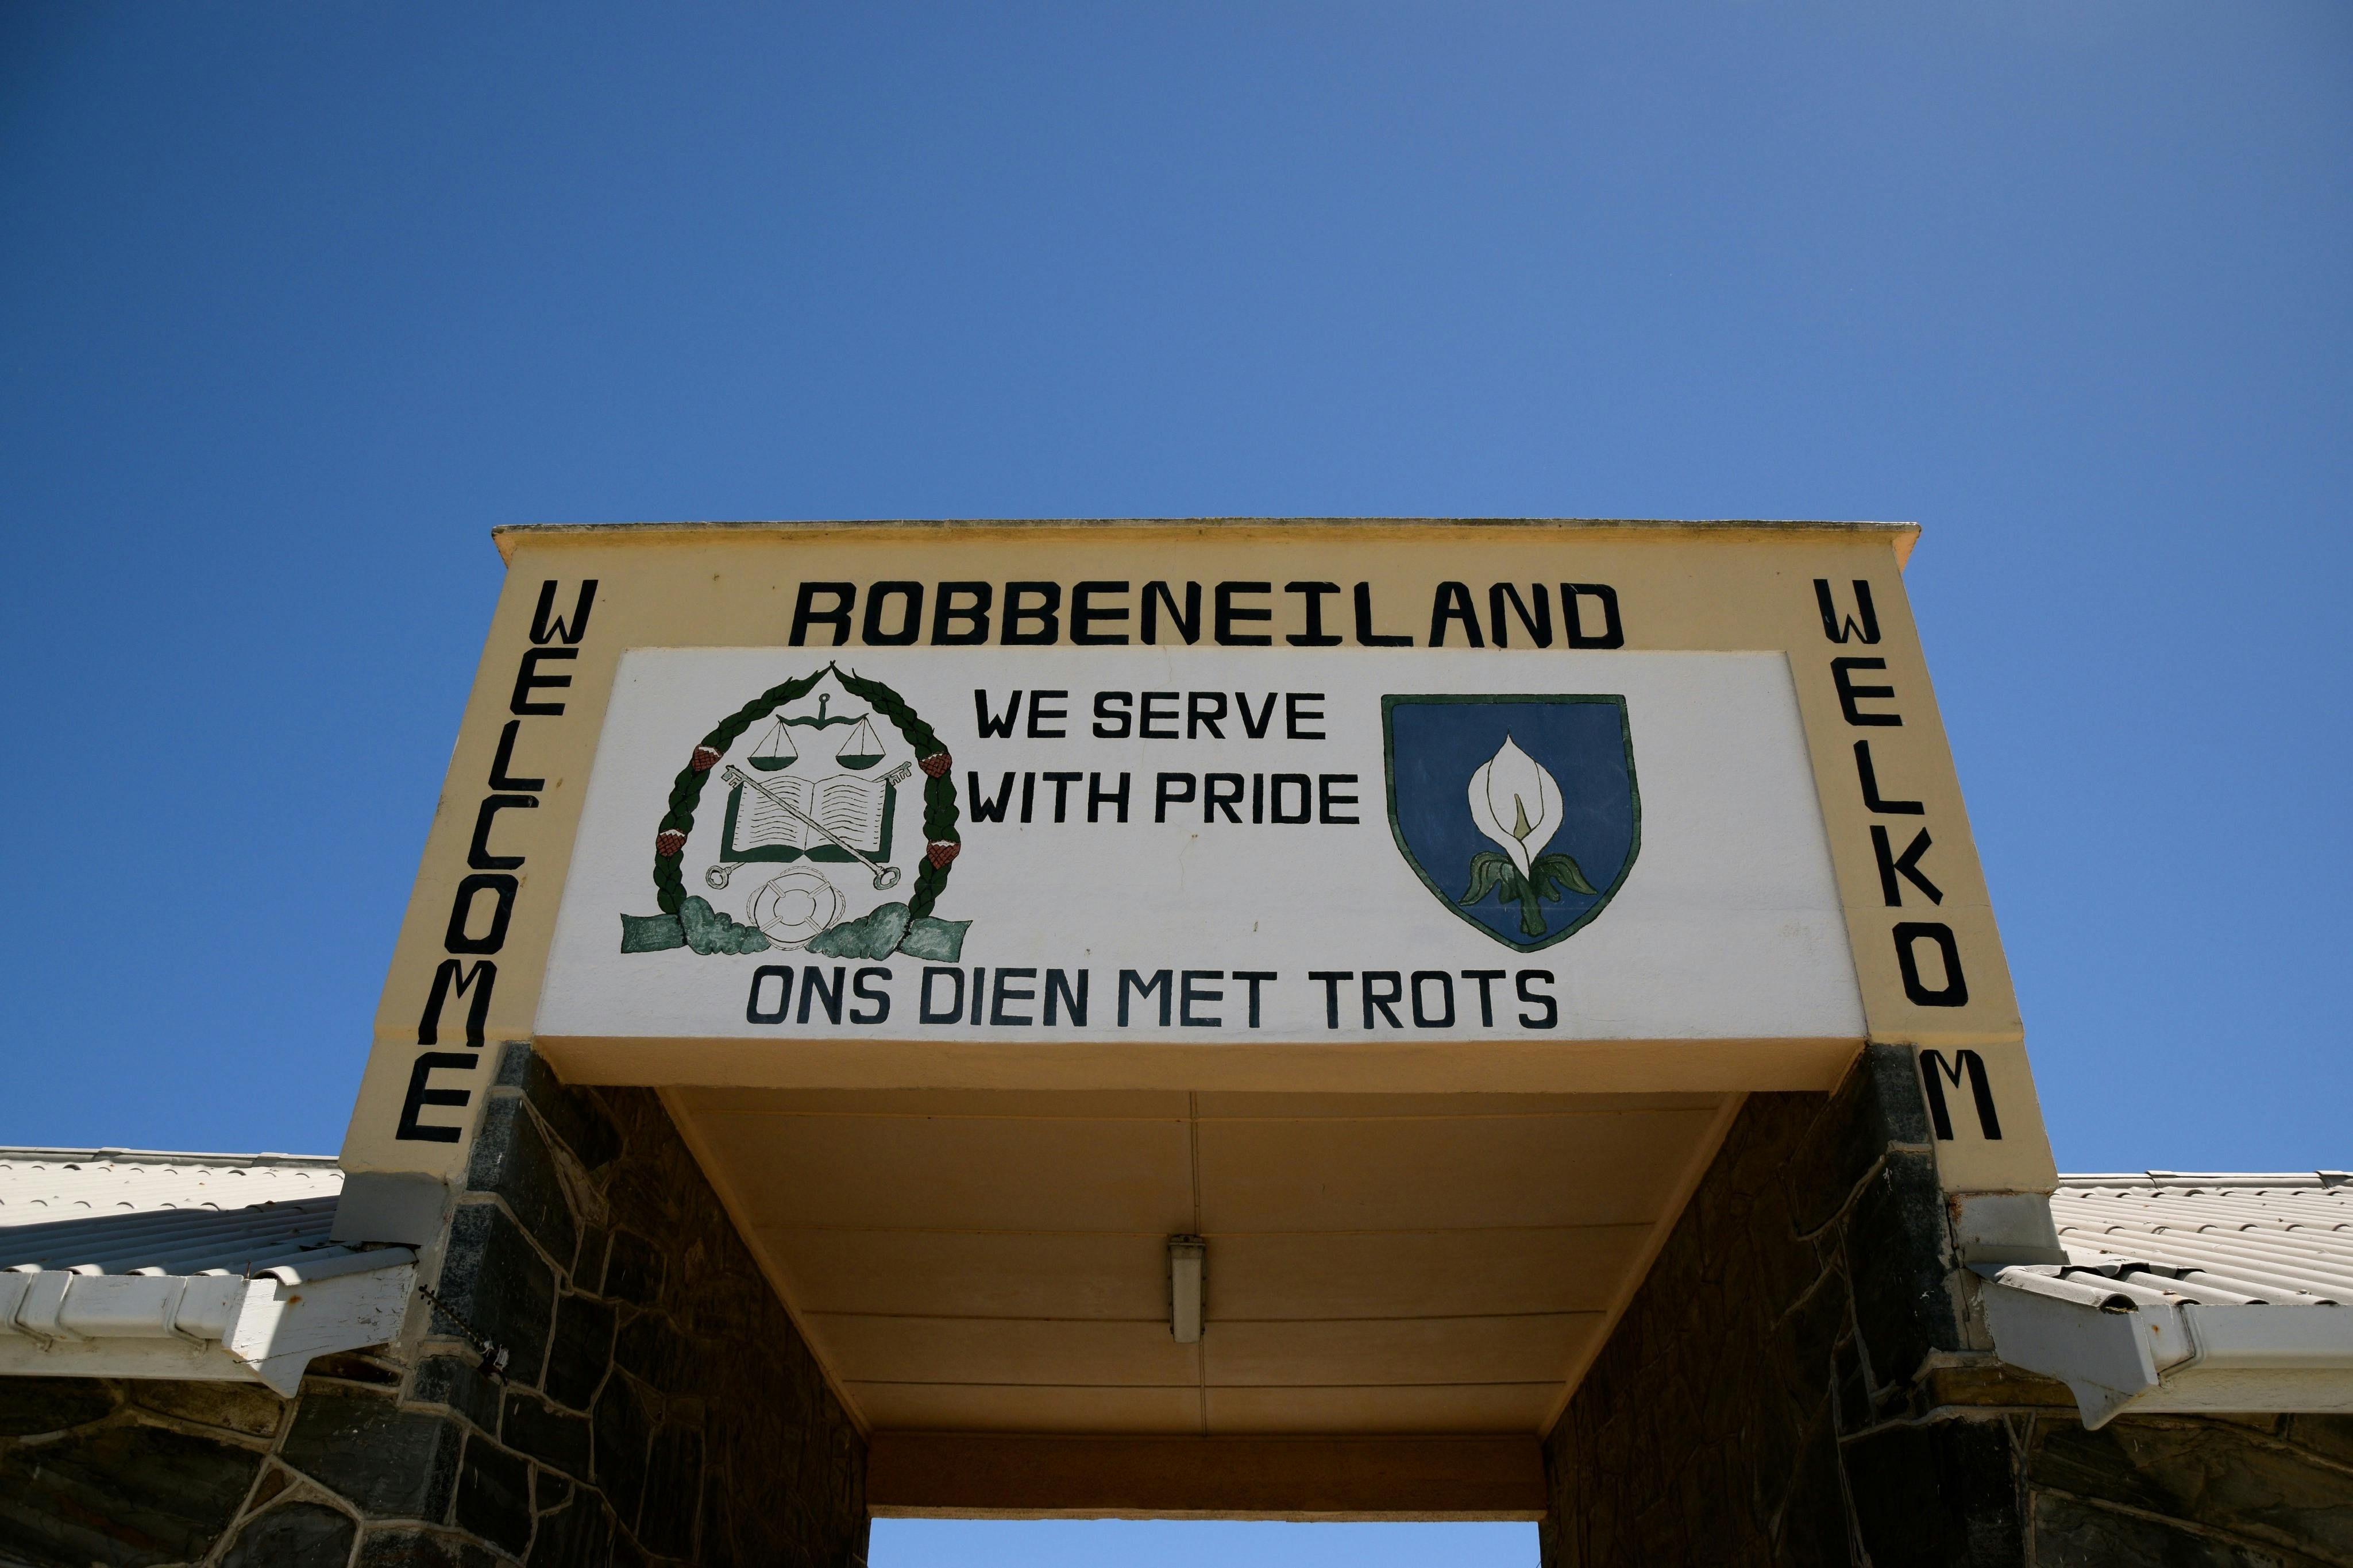 WELCOME
ROBBENEILAND
WELKOM
WE SERVE
WITH PRIDE
ONS DIEN MET TROTS